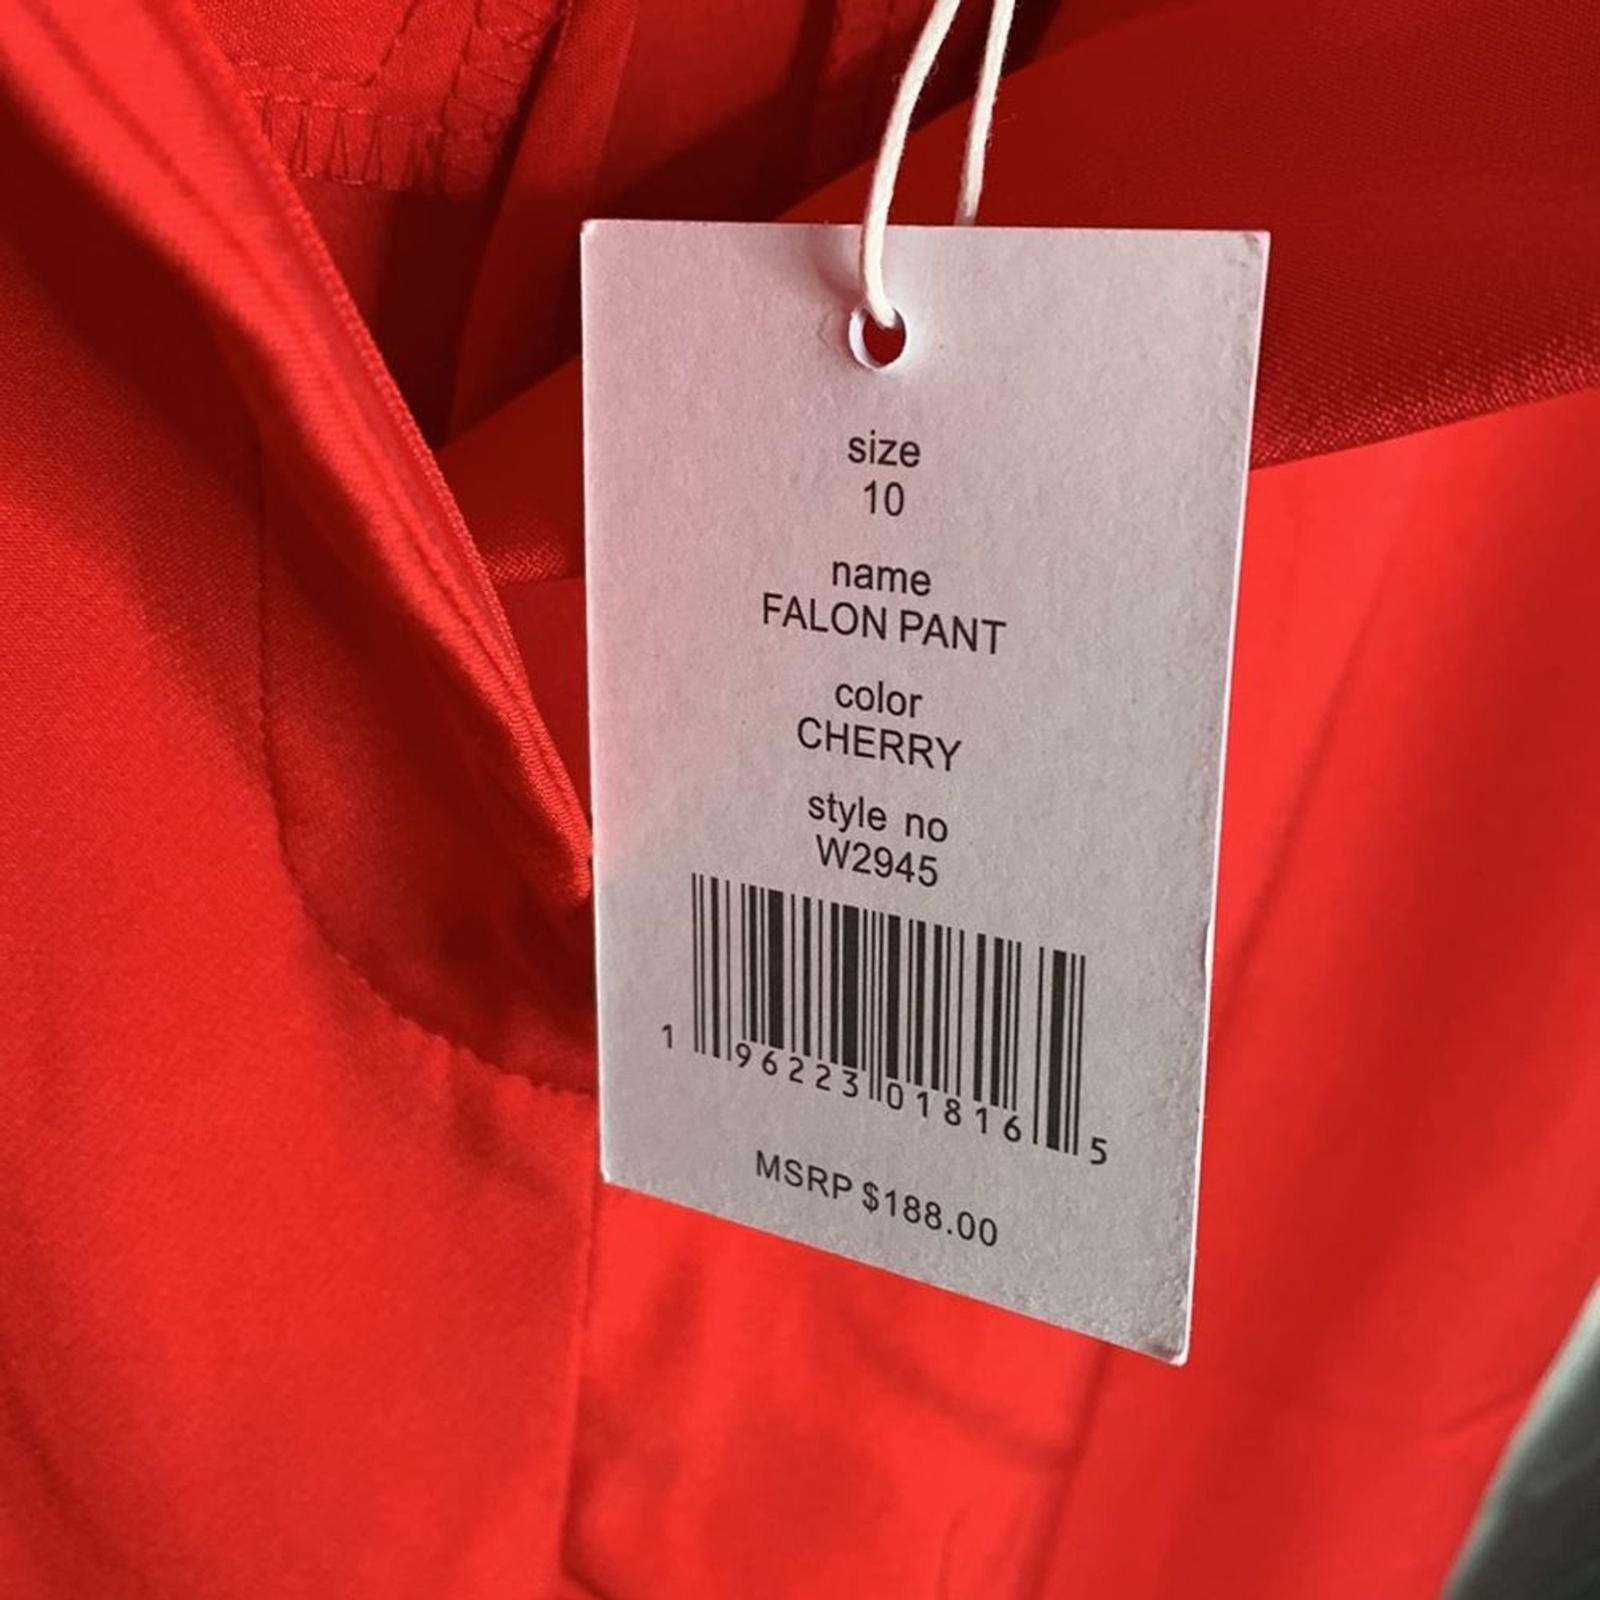 size
10
name
FALON PANT
color
CHERRY
style no
W2945
1 96223 01816 5
MSRP $188.00